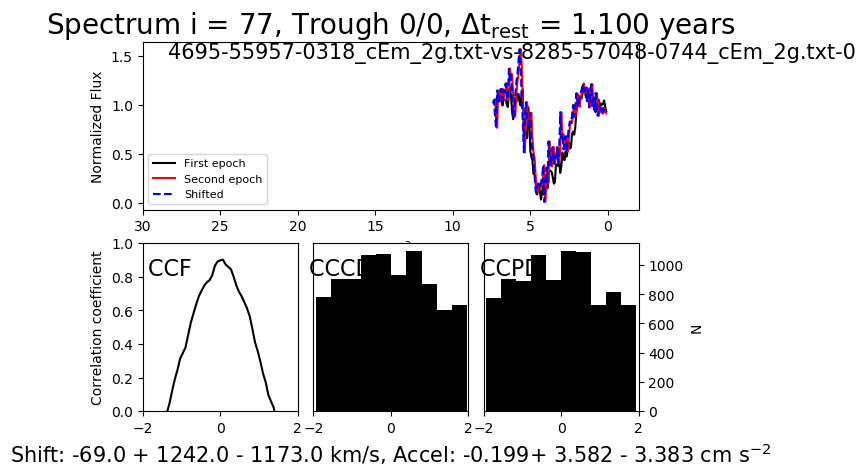 Spectrum i = 77, Trough 0/0, Δt_rest = 1.100 years
4695-55957-0318_cEm_2g.txt-vs-8285-57048-0744_cEm_2g.txt-0
Normalized Flux
1.5
1.0
0.5
0.0
First epoch
Second epoch
Shifted
30 25 20 15 10 5 0
Correlation coefficient
1.0
0.8
0.6
0.4
0.2
0.0
CCF
CCCD
CCPD
1000
800
600
400
200
0
N
-2 0 2
-2 0 2
-2 0 2
Shift: -69.0 + 1242.0 - 1173.0 km/s, Accel: -0.199+ 3.582 - 3.383 cm s⁻²